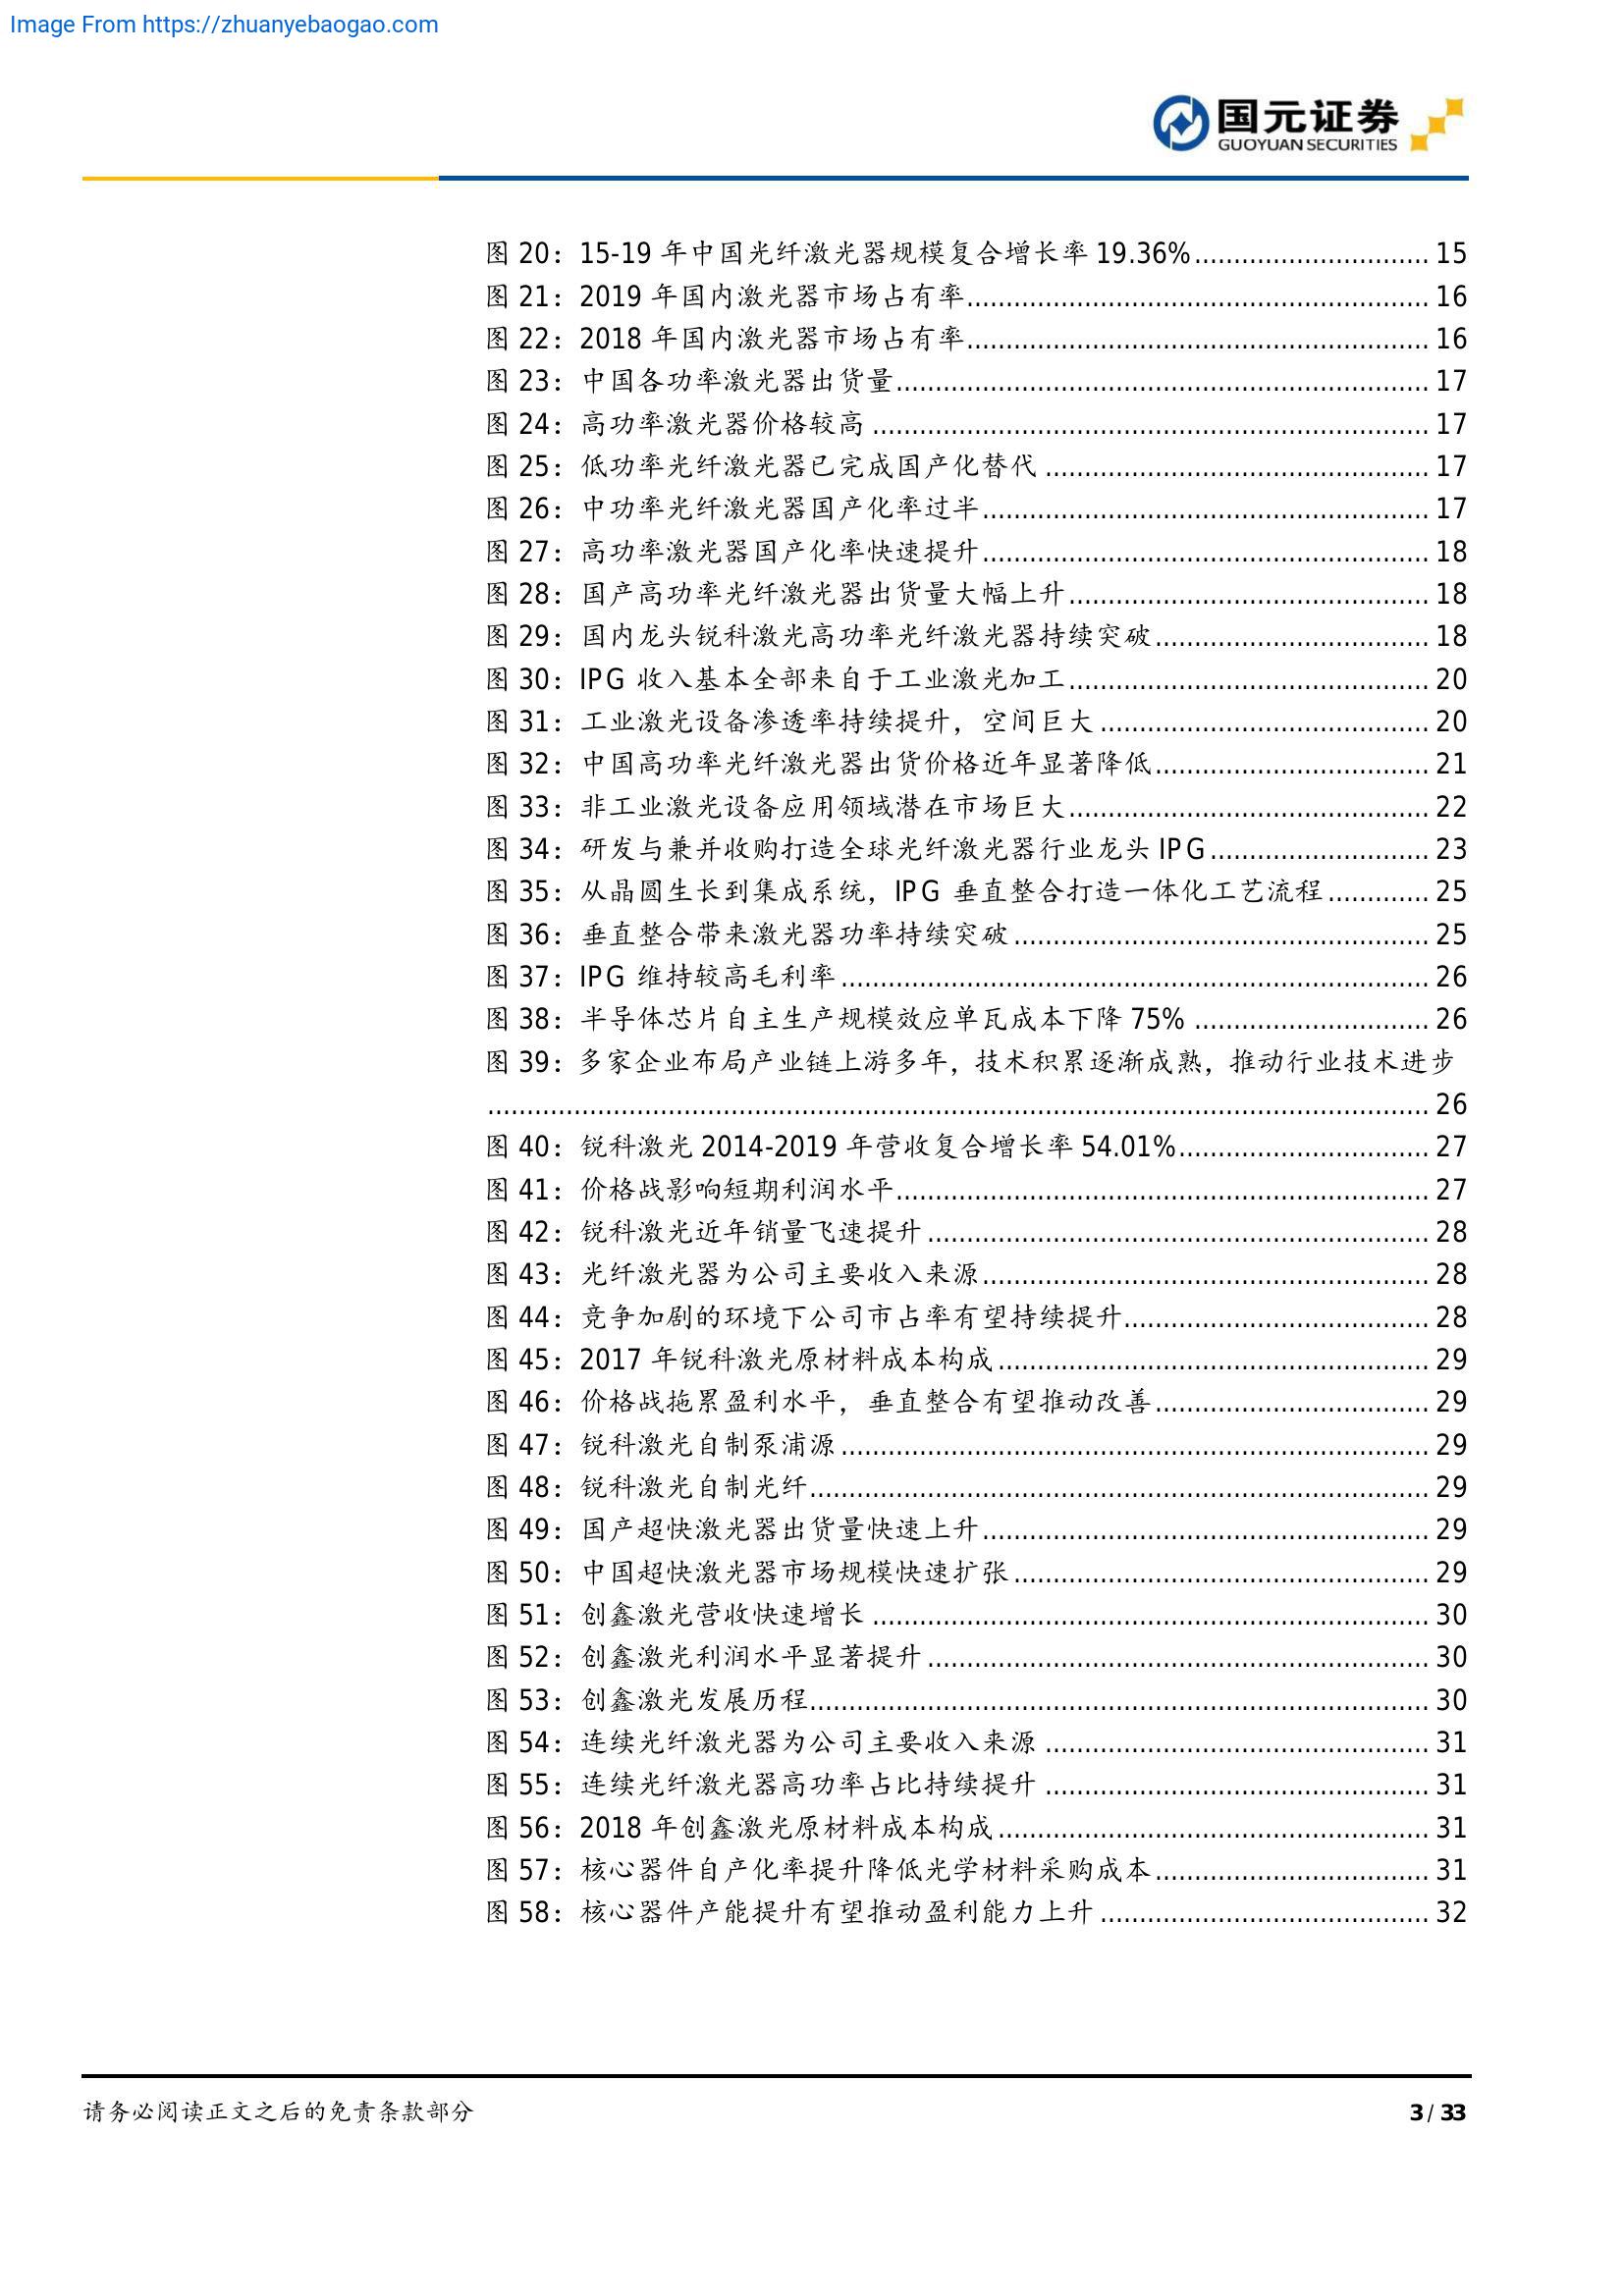 Image From https://zhuanyebaogao.com
国元证券
GUOYUAN SECURITIES
图 20：15-19 年中国光纤激光器规模复合增长率 19.36%.............................. 15
图 21：2019 年国内激光器市场占有率........................................................... 16
图 22：2018 年国内激光器市场占有率........................................................... 16
图 23：中国各功率激光器出货量.................................................................... 17
图 24：高功率激光器价格较高 ....................................................................... 17
图 25：低功率光纤激光器已完成国产化替代 ................................................. 17
图 26：中功率光纤激光器国产化率过半......................................................... 17
图 27：高功率激光器国产化率快速提升......................................................... 18
图 28：国产高功率光纤激光器出货量大幅上升.............................................. 18
图 29：国内龙头锐科激光高功率光纤激光器持续突破................................... 18
图 30：IPG 收入基本全部来自于工业激光加工.............................................. 20
图 31：工业激光设备渗透率持续提升，空间巨大 .......................................... 20
图 32：中国高功率光纤激光器出货价格近年显著降低................................... 21
图 33：非工业激光设备应用领域潜在市场巨大.............................................. 22
图 34：研发与兼并收购打造全球光纤激光器行业龙头 IPG............................ 23
图 35：从晶圆生长到集成系统，IPG 垂直整合打造一体化工艺流程 ............. 25
图 36：垂直整合带来激光器功率持续突破..................................................... 25
图 37：IPG 维持较高毛利率 ........................................................................... 26
图 38：半导体芯片自主生产规模效应单瓦成本下降 75% .............................. 26
图 39：多家企业布局产业链上游多年，技术积累逐渐成熟，推动行业技术进步
........................................................................................................................ 26
图 40：锐科激光 2014-2019 年营收复合增长率 54.01%................................ 27
图 41：价格战影响短期利润水平.................................................................... 27
图 42：锐科激光近年销量飞速提升 ................................................................ 28
图 43：光纤激光器为公司主要收入来源......................................................... 28
图 44：竞争加剧的环境下公司市占率有望持续提升....................................... 28
图 45：2017 年锐科激光原材料成本构成....................................................... 29
图 46：价格战拖累盈利水平，垂直整合有望推动改善................................... 29
图 47：锐科激光自制泵浦源 ........................................................................... 29
图 48：锐科激光自制光纤............................................................................... 29
图 49：国产超快激光器出货量快速上升......................................................... 29
图 50：中国超快激光器市场规模快速扩张..................................................... 29
图 51：创鑫激光营收快速增长 ....................................................................... 30
图 52：创鑫激光利润水平显著提升 ................................................................ 30
图 53：创鑫激光发展历程............................................................................... 30
图 54：连续光纤激光器为公司主要收入来源 ................................................. 31
图 55：连续光纤激光器高功率占比持续提升 ................................................. 31
图 56：2018 年创鑫激光原材料成本构成....................................................... 31
图 57：核心器件自产化率提升降低光学材料采购成本................................... 31
图 58：核心器件产能提升有望推动盈利能力上升 .......................................... 32
请务必阅读正文之后的免责条款部分
3 / 33